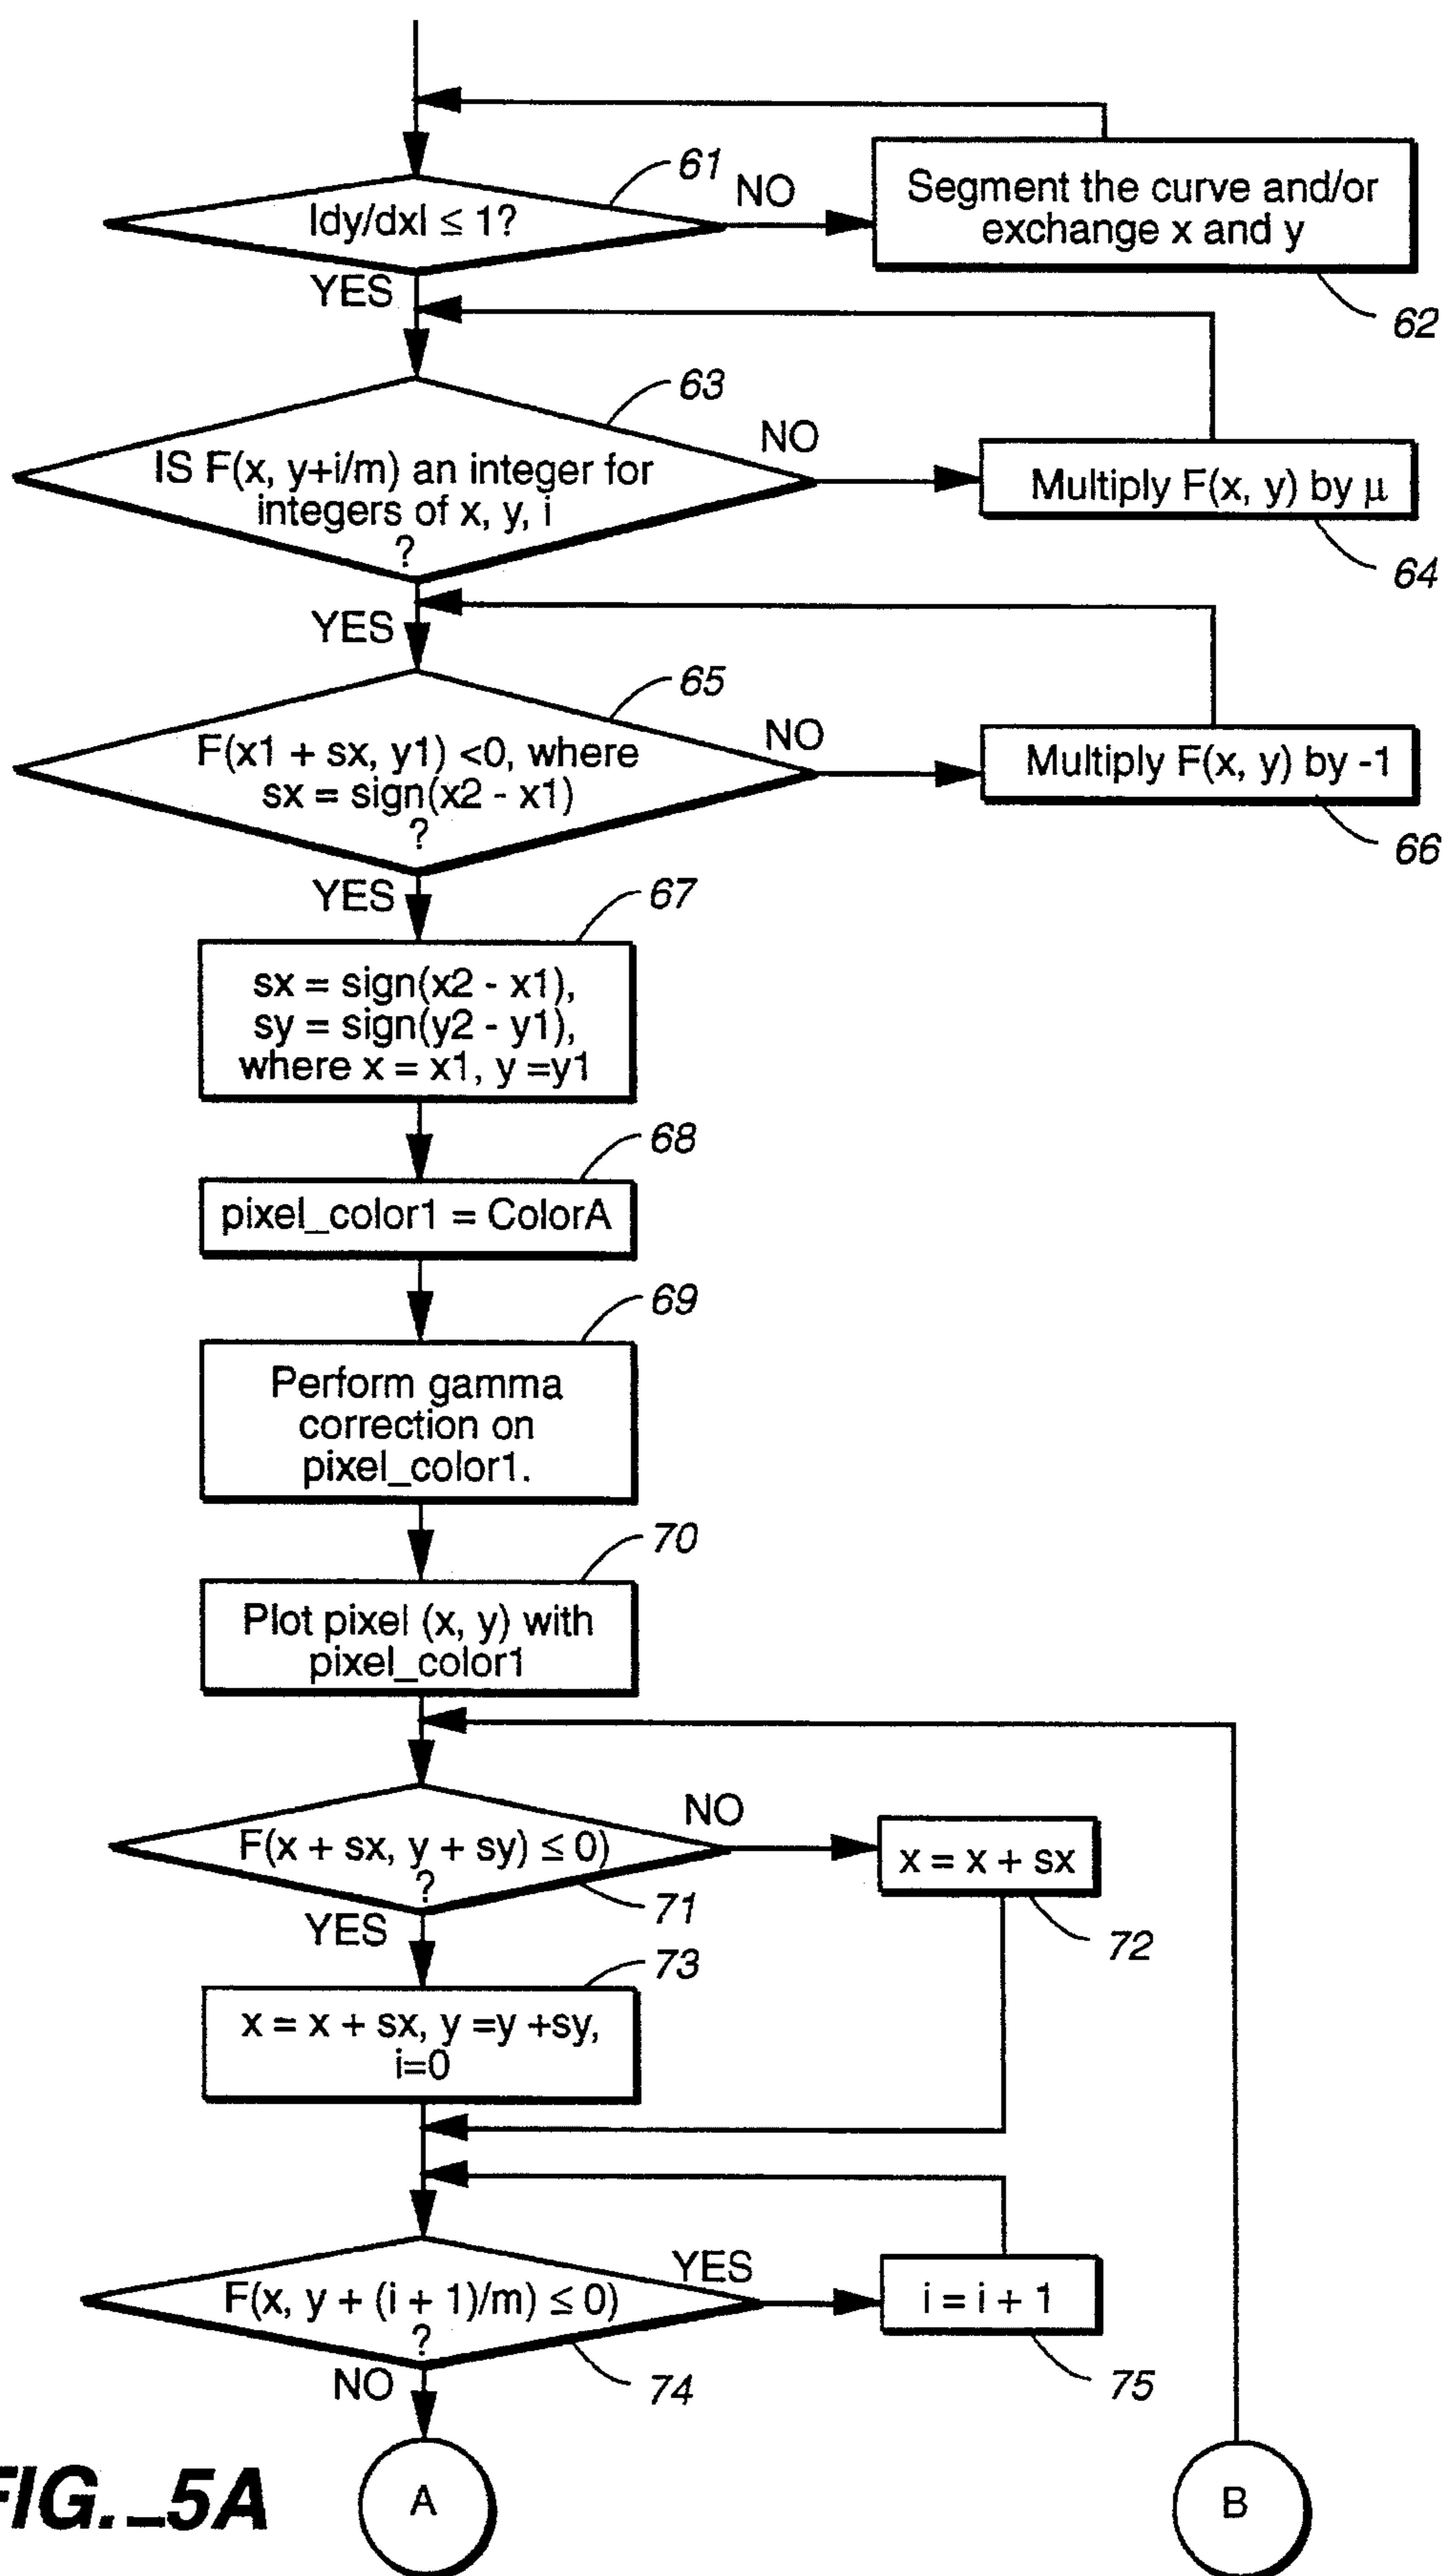 61
NO
|dy/dx| ≤ 1?
Segment the curve and/or
exchange x and y
YES
62
63
NO
IS F(x, y+i/m) an integer for
integers of x, y, i
?
Multiply F(x, y) by μ
64
YES
65
NO
F(x1 + sx, y1) <0, where
sx = sign(x2 - x1)
?
Multiply F(x, y) by -1
66
YES
67
sx = sign(x2 - x1),
sy = sign(y2 - y1),
where x = x1, y =y1
68
pixel_color1 = ColorA
69
Perform gamma
correction on
pixel_color1.
70
Plot pixel (x, y) with
pixel_color1
NO
F(x + sx, y + sy) ≤ 0)
?
x = x + sx
71
YES
72
73
x = x + sx, y =y +sy,
i=0
YES
F(x, y + (i + 1)/m) ≤ 0)
?
i = i + 1
NO
74
75
A
B
FIG._5A